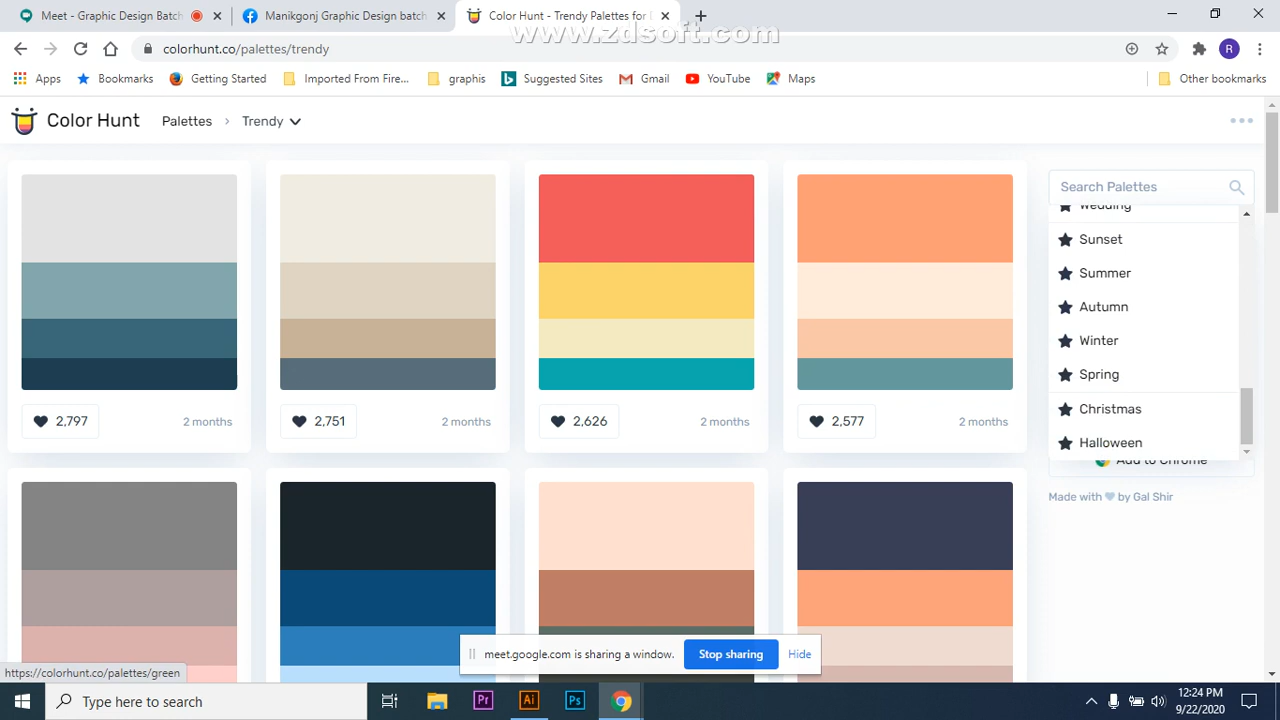 Meet - Graphic Design Batch
Manikgonj Graphic Design batch
Color Hunt - Trendy Palettes for
www.zdsoft.com
colorhunt.co/palettes/trendy
R
Apps
Bookmarks
Getting Started
Imported From Fire...
graphis
Suggested Sites
Gmail
YouTube
Maps
Other bookmarks
Color Hunt
Palettes
Trendy
Search Palettes
Wedding
Sunset
Summer
Autumn
Winter
Spring
Christmas
Halloween
Add to Chrome
Made with by Gal Shir
2,797 2 months
2,751 2 months
2,626 2 months
2,577 2 months
meet.google.com is sharing a window. Stop sharing Hide
https://colorhunt.co/palettes/green
Type here to search
Pr
Ai
Ps
12:24 PM
9/22/2020